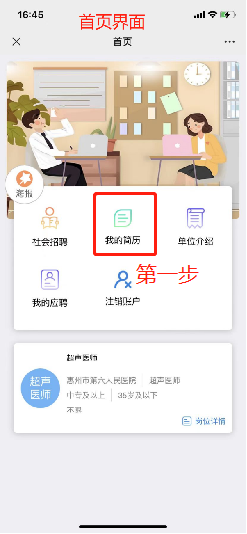 16:45
首页界面
首页
海报
社会招聘
我的简历
单位介绍
我的应聘
注销账户
第一步
超声医师
超声
医师
惠州市第六人民医院 | 超声医师
中专及以上 | 35岁及以下
不限
岗位详情